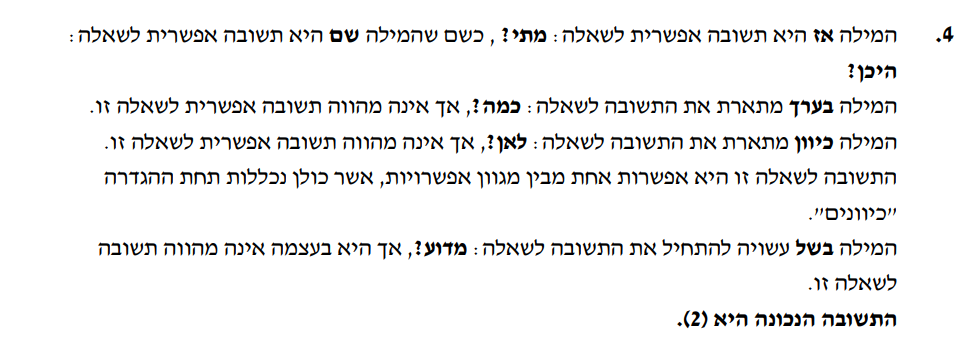 4. המילה אז היא תשובה אפשרית לשאלה: מתי?, כשם שהמילה שם היא תשובה אפשרית לשאלה:
היכן?
המילה בערך מתארת את התשובה לשאלה: כמה?, אך אינה מהווה תשובה אפשרית לשאלה זו.
המילה כיוון מתארת את התשובה לשאלה: לאן?, אך אינה מהווה תשובה אפשרית לשאלה זו.
התשובה לשאלה זו היא אפשרות אחת מבין מגוון אפשרויות, אשר כולן נכללות תחת ההגדרה
"כיוונים".
המילה בשל עשויה להתחיל את התשובה לשאלה: מדוע?, אך היא בעצמה אינה מהווה תשובה
לשאלה זו.
התשובה הנכונה היא (2).